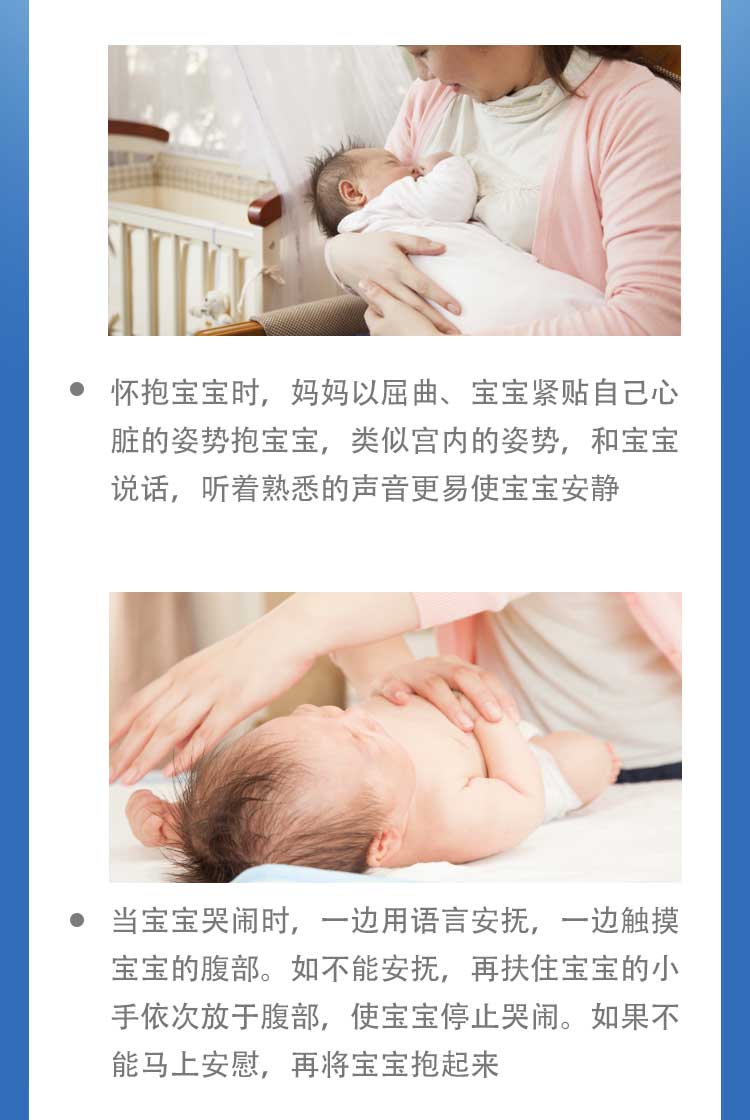 怀抱宝宝时，妈妈以屈曲、宝宝紧贴自己心
脏的姿势抱宝宝，类似宫内的姿势，和宝宝
说话，听着熟悉的声音更易使宝宝安静
当宝宝哭闹时，一边用语言安抚，一边触摸
宝宝的腹部。如不能安抚，再扶住宝宝的小
手依次放于腹部，使宝宝停止哭闹。如果不
能马上安慰，再将宝宝抱起来